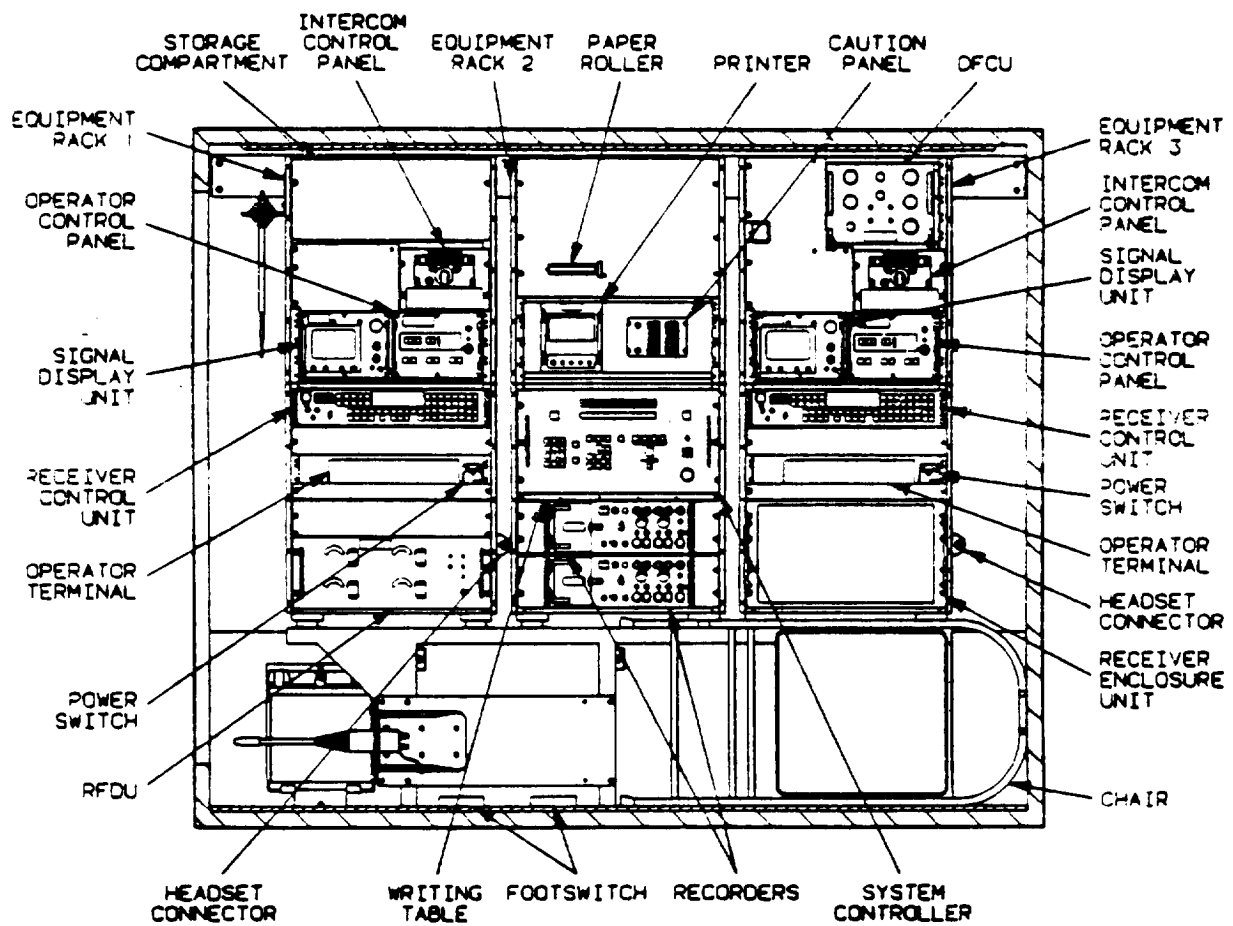 STORAGE
COMPARTMENT
INTERCOM
CONTROL
PANEL
EQUIPMENT
RACK 2
PAPER
ROLLER
PRINTER
CAUTION
PANEL
DFCU
EQUIPMENT
RACK 1
OPERATOR
CONTROL
PANEL
SIGNAL
DISPLAY
UNIT
RECEIVER
CONTROL
UNIT
OPERATOR
TERMINAL
POWER
SWITCH
RFDU
EQUIPMENT
RACK 3
INTERCOM
CONTROL
PANEL
SIGNAL
DISPLAY
UNIT
OPERATOR
CONTROL
PANEL
RECEIVER
CONTROL
UNIT
POWER
SWITCH
OPERATOR
TERMINAL
HEADSET
CONNECTOR
RECEIVER
ENCLOSURE
UNIT
CHAIR
HEADSET
CONNECTOR
WRITING
TABLE
FOOTSWITCH
RECORDERS
SYSTEM
CONTROLLER